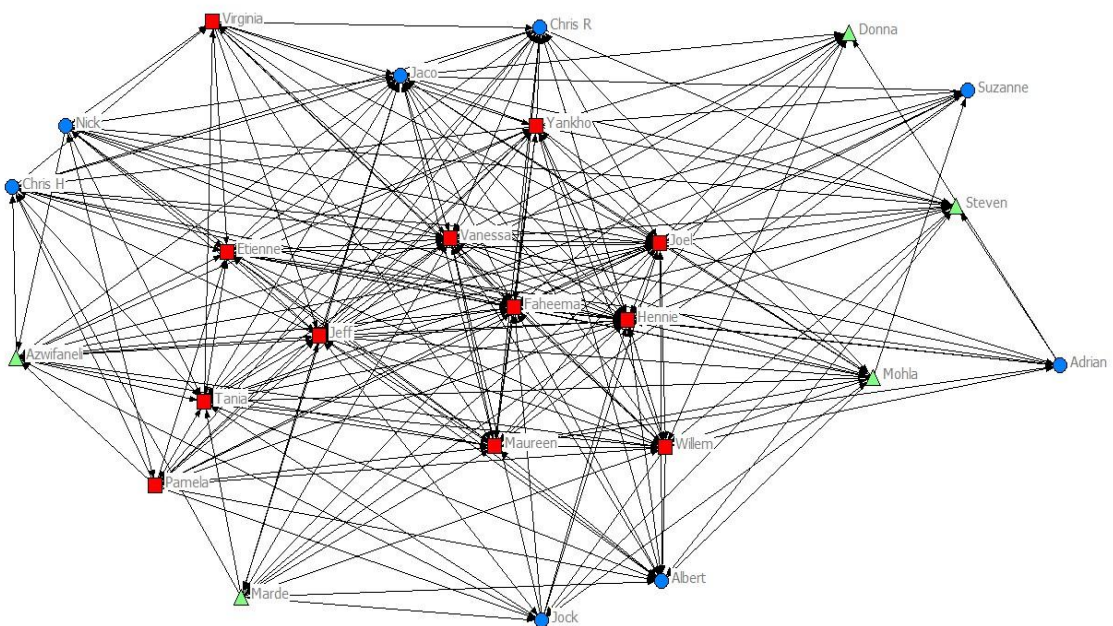 Virginia
Chris R
Donna
Jaco
Suzanne
Nick
Yankho
Chris H
Steven
Vanessa
Joel
Etienne
Faheema
Hennie
Jeff
Azwifaneli
Adrian
Mohla
Tania
Maureen
Willem
Pamela
Albert
Marde
Jock